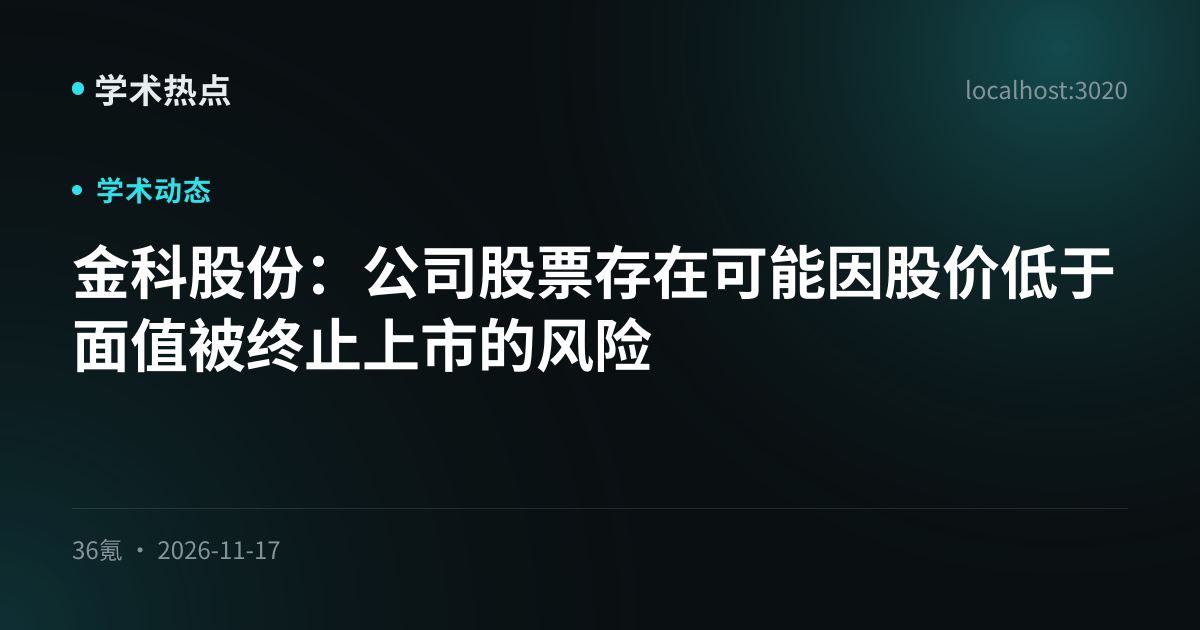 学术热点
localhost:3020
学术动态
金科股份：公司股票存在可能因股价低于
面值被终止上市的风险
36氪 · 2026-11-17